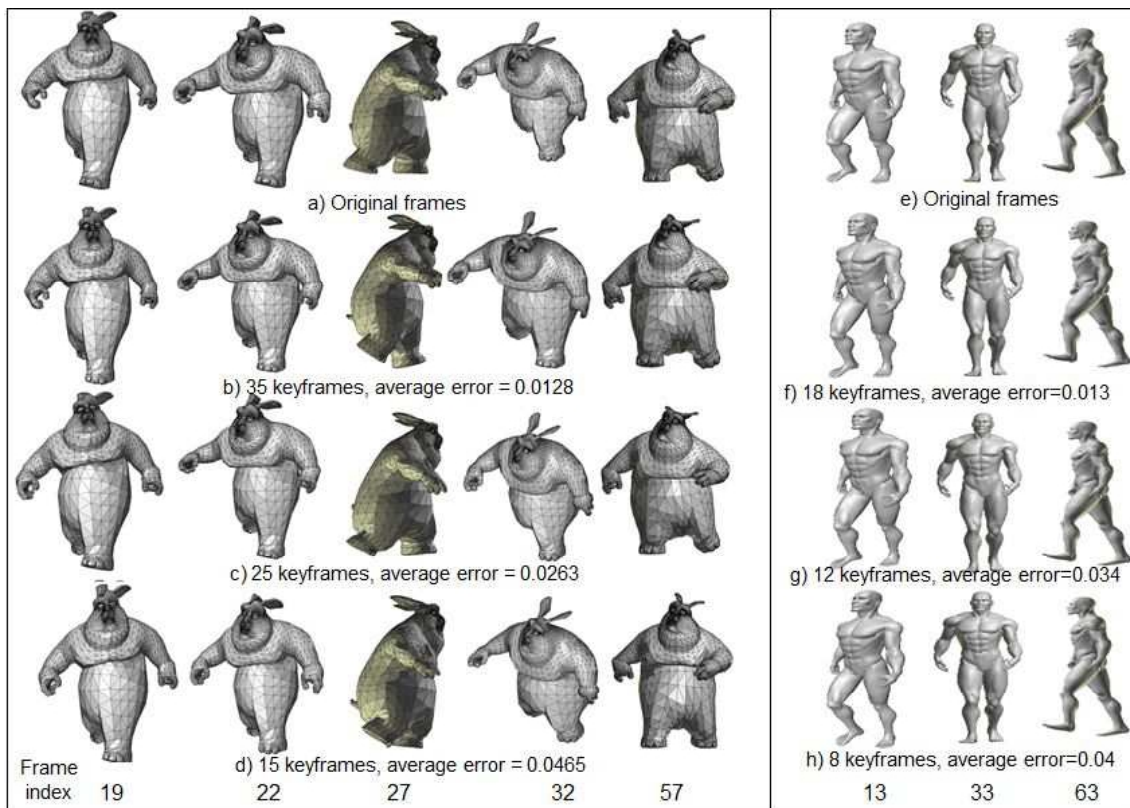 a) Original frames
b) 35 keyframes, average error = 0.0128
c) 25 keyframes, average error = 0.0263
d) 15 keyframes, average error = 0.0465
Frame
index 19 22 27 32 57
e) Original frames
f) 18 keyframes, average error=0.013
g) 12 keyframes, average error=0.034
h) 8 keyframes, average error=0.04
13 33 63